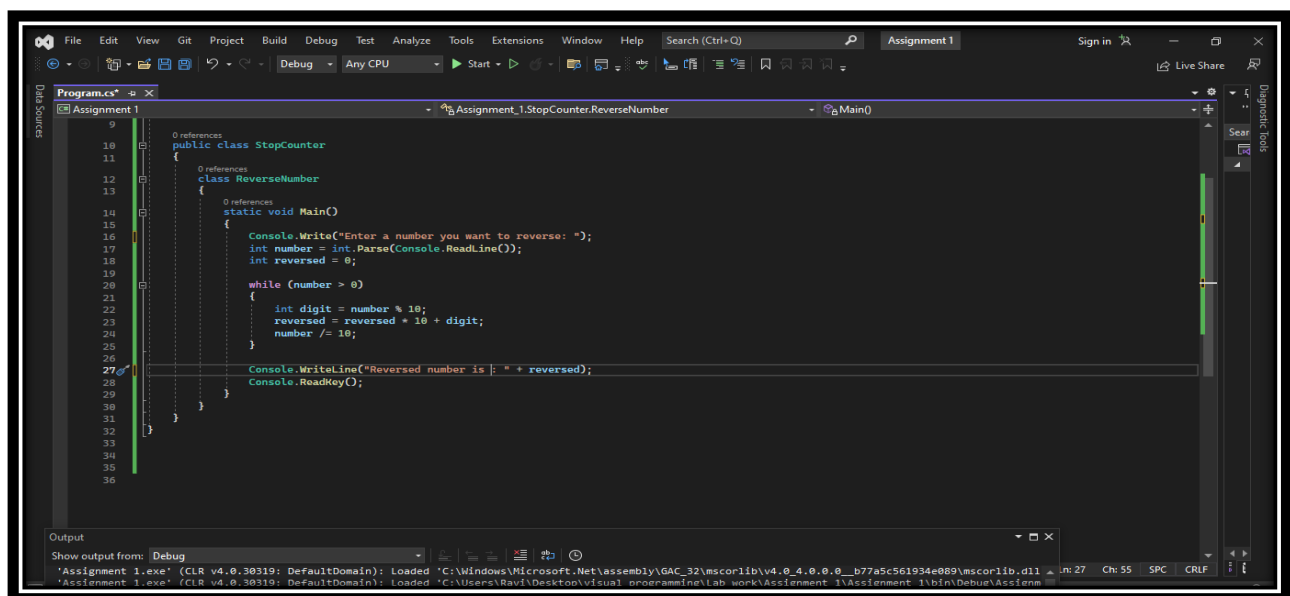 File Edit View Git Project Build Debug Test Analyze Tools Extensions Window Help Search (Ctrl+Q) Assignment 1 Sign in
Debug Any CPU Start Live Share
Data Sources
Program.cs*
Assignment 1 Assignment_1.StopCounter.ReverseNumber Main()
9
0 references
10 public class StopCounter
11 {
0 references
12 class ReverseNumber
13 {
0 references
14 static void Main()
15 {
16 Console.Write("Enter a number you want to reverse: ");
17 int number = int.Parse(Console.ReadLine());
18 int reversed = 0;
19
20 while (number > 0)
21 {
22 int digit = number % 10;
23 reversed = reversed * 10 + digit;
24 number /= 10;
25 }
26
27 Console.WriteLine("Reversed number is : " + reversed);
28 Console.ReadKey();
29 }
30 }
31 }
32 }
33
34
35
36
Diagnostic Tools
Sear
Output
Show output from: Debug
'Assignment 1.exe' (CLR v4.0.30319: DefaultDomain): Loaded 'C:\Windows\Microsoft.Net\assembly\GAC_32\mscorlib\v4.0_4.0.0.0__b77a5c561934e089\mscorlib.dll
'Assignment 1.exe' (CLR v4.0.30319: DefaultDomain): Loaded 'C:\Users\Ravi\Desktop\visual programming\Lab work\Assignment 1\Assignment 1\bin\Debug\Assignm
Ln: 27 Ch: 55 SPC CRLF